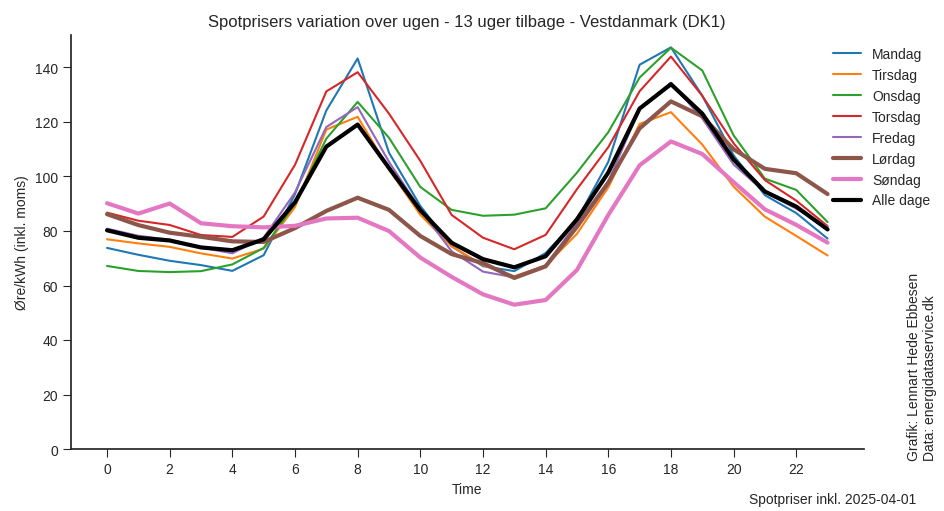 Spotprisers variation over ugen - 13 uger tilbage - Vestdanmark (DK1)
Mandag
Tirsdag
Onsdag
Torsdag
Fredag
Lørdag
Søndag
Alle dage
Øre/kWh (inkl. moms)
140
120
100
80
60
40
20
0
0 2 4 6 8 10 12 14 16 18 20 22
Time
Grafik: Lennart Hede Ebbesen
Data: energidataservice.dk
Spotpriser inkl. 2025-04-01